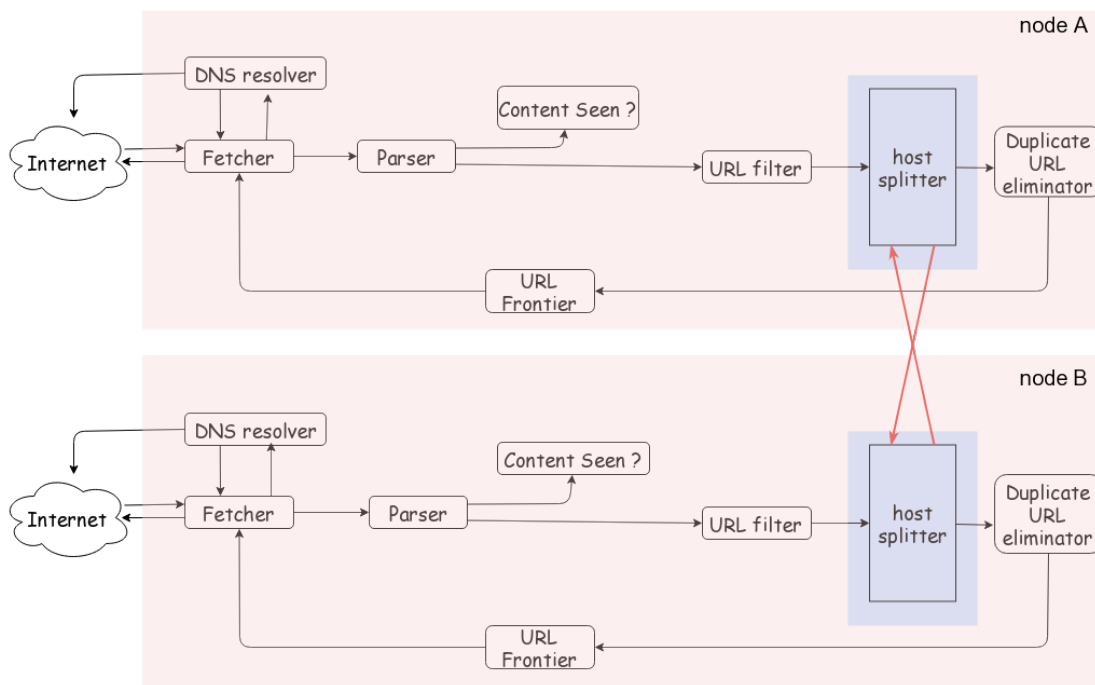 node A
DNS resolver
Content Seen ?
Internet
Fetcher
Parser
URL filter
host
splitter
Duplicate
URL
eliminator
URL
Frontier
node B
DNS resolver
Content Seen ?
Internet
Fetcher
Parser
URL filter
host
splitter
Duplicate
URL
eliminator
URL
Frontier